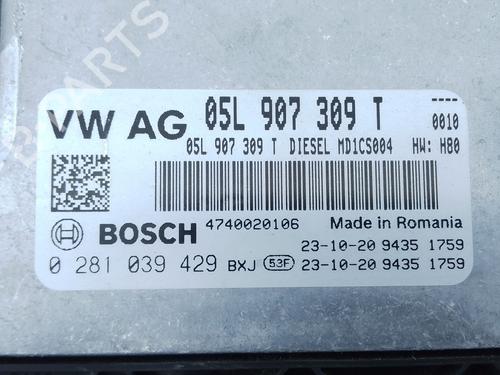 VW AG 05L 907 309 T ---- 0010
05L 907 309 T DIESEL MD1CS004 HW: H80
BOSCH 4740020106 Made in Romania
23-10-20 9435 1759
0 281 039 429 BXJ 53F 23-10-20 9435 1759
B-PARTS